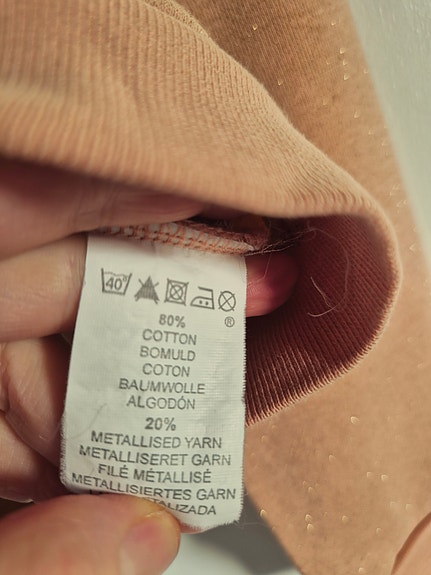 40°
®
80%
COTTON
BOMULD
COTON
BAUMWOLLE
ALGODÓN
20%
METALLISED YARN
METALLISERET GARN
FILÉ MÉTALLISÉ
METALLISIERTES GARN